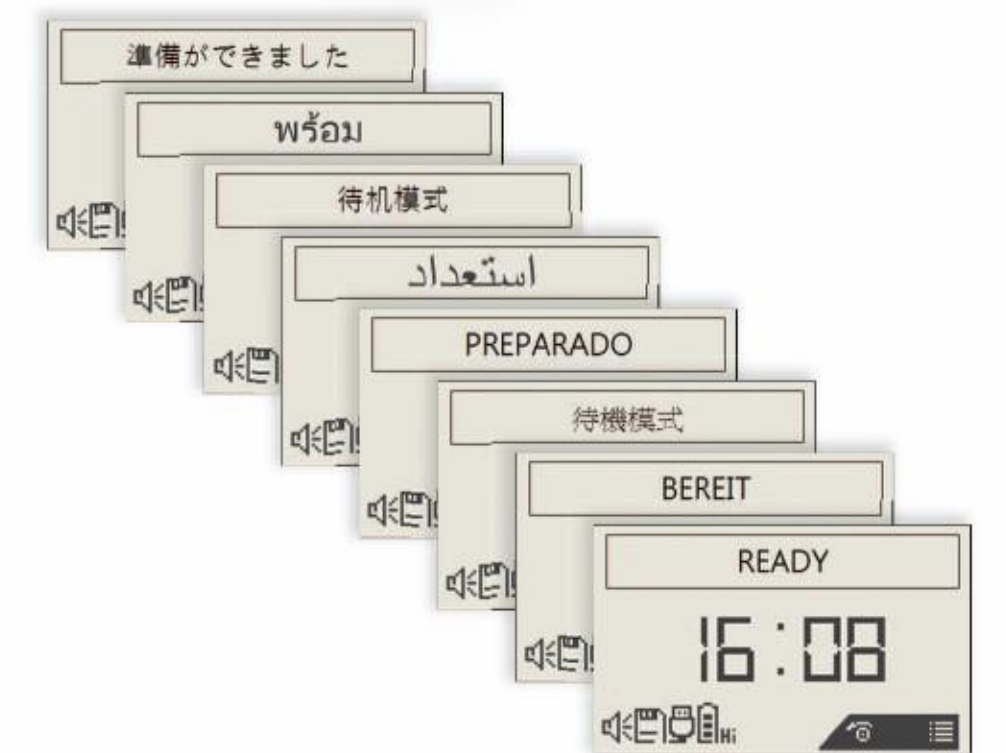 準備ができました
พร้อม
待机模式
استعداد
PREPARADO
待機模式
BEREIT
READY
16:08
Hi